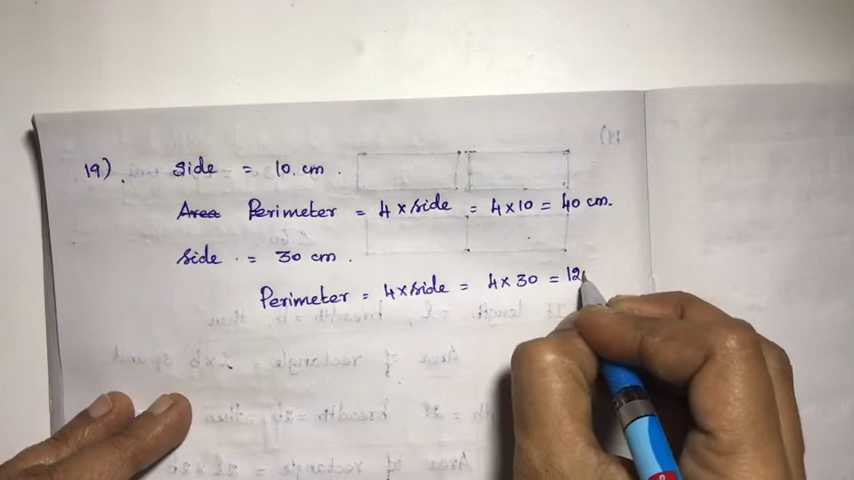 19) . Side = 10 cm .
Area Perimeter = 4 × side = 4 × 10 = 40 cm.
Side = 30 cm .
Perimeter = 4 × side = 4 × 30 = 12